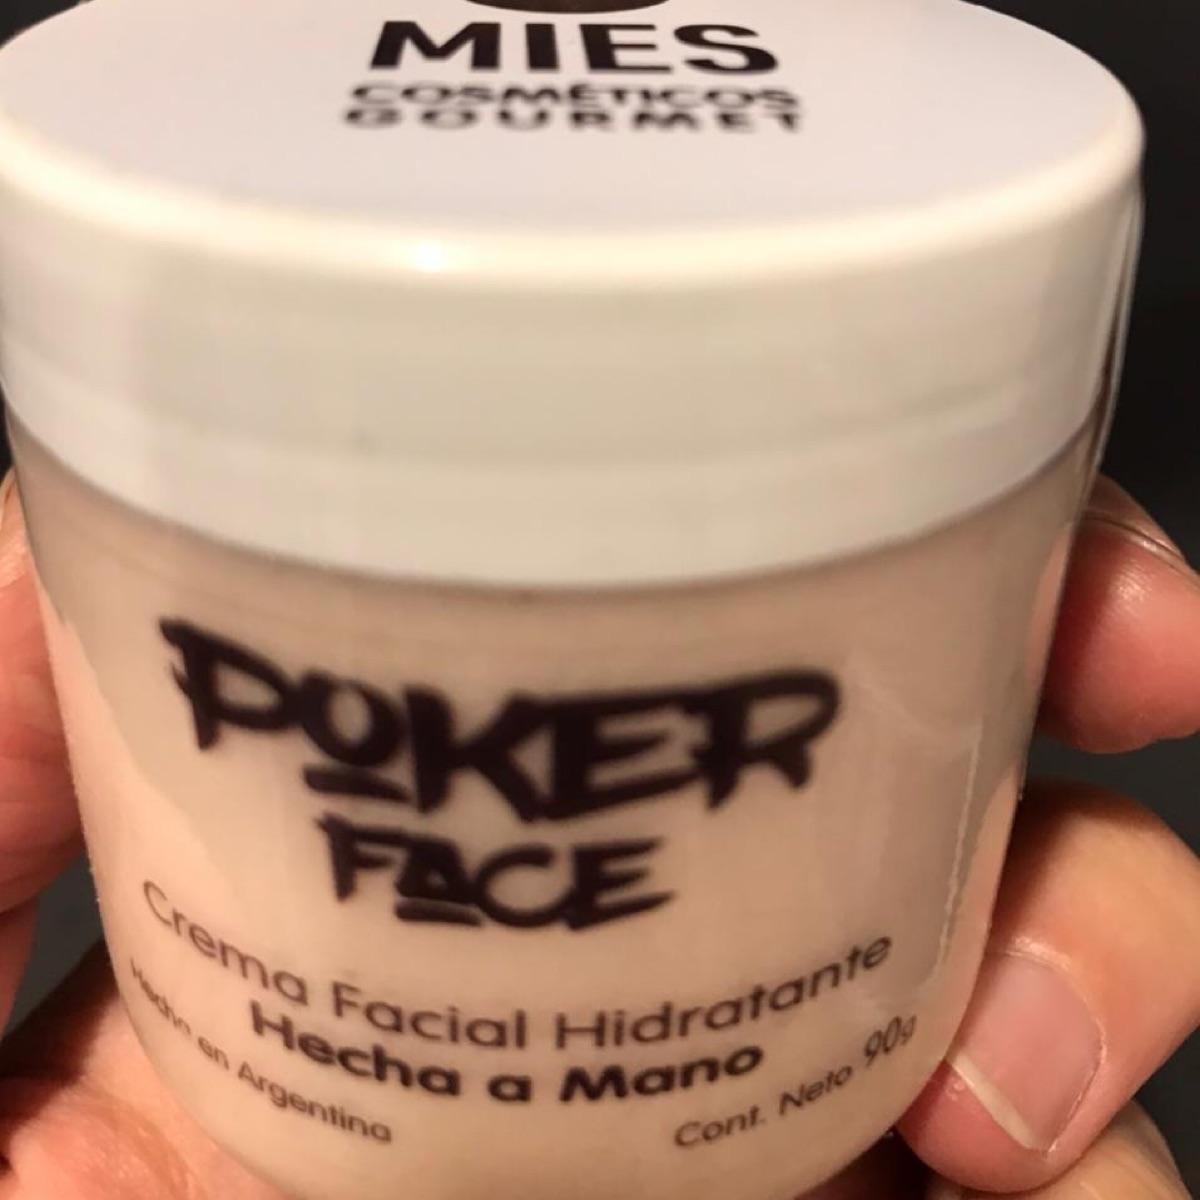 MIES
COSMÉTICOS
GOURMET
POKER
FACE
Crema Facial Hidratante
Hecha a Mano
Hecho en Argentina
Cont. Neto 90g